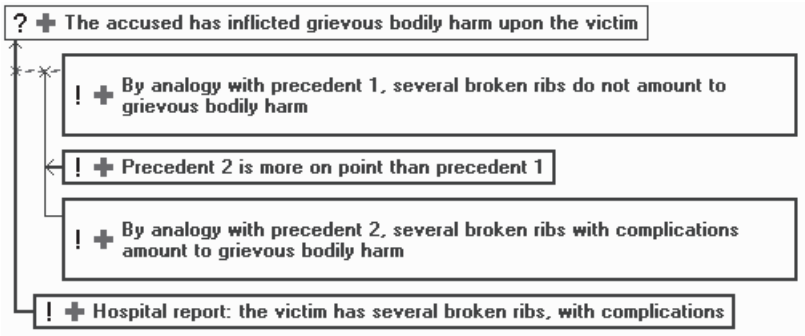 ? + The accused has inflicted grievous bodily harm upon the victim
! + By analogy with precedent 1, several broken ribs do not amount to
grievous bodily harm
! + Precedent 2 is more on point than precedent 1
! + By analogy with precedent 2, several broken ribs with complications
amount to grievous bodily harm
! + Hospital report: the victim has several broken ribs, with complications